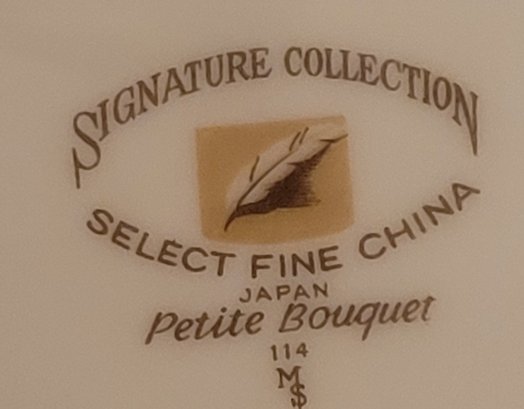 SIGNATURE COLLECTION
SELECT FINE CHINA
JAPAN
Petite Bouquet
114
M
S